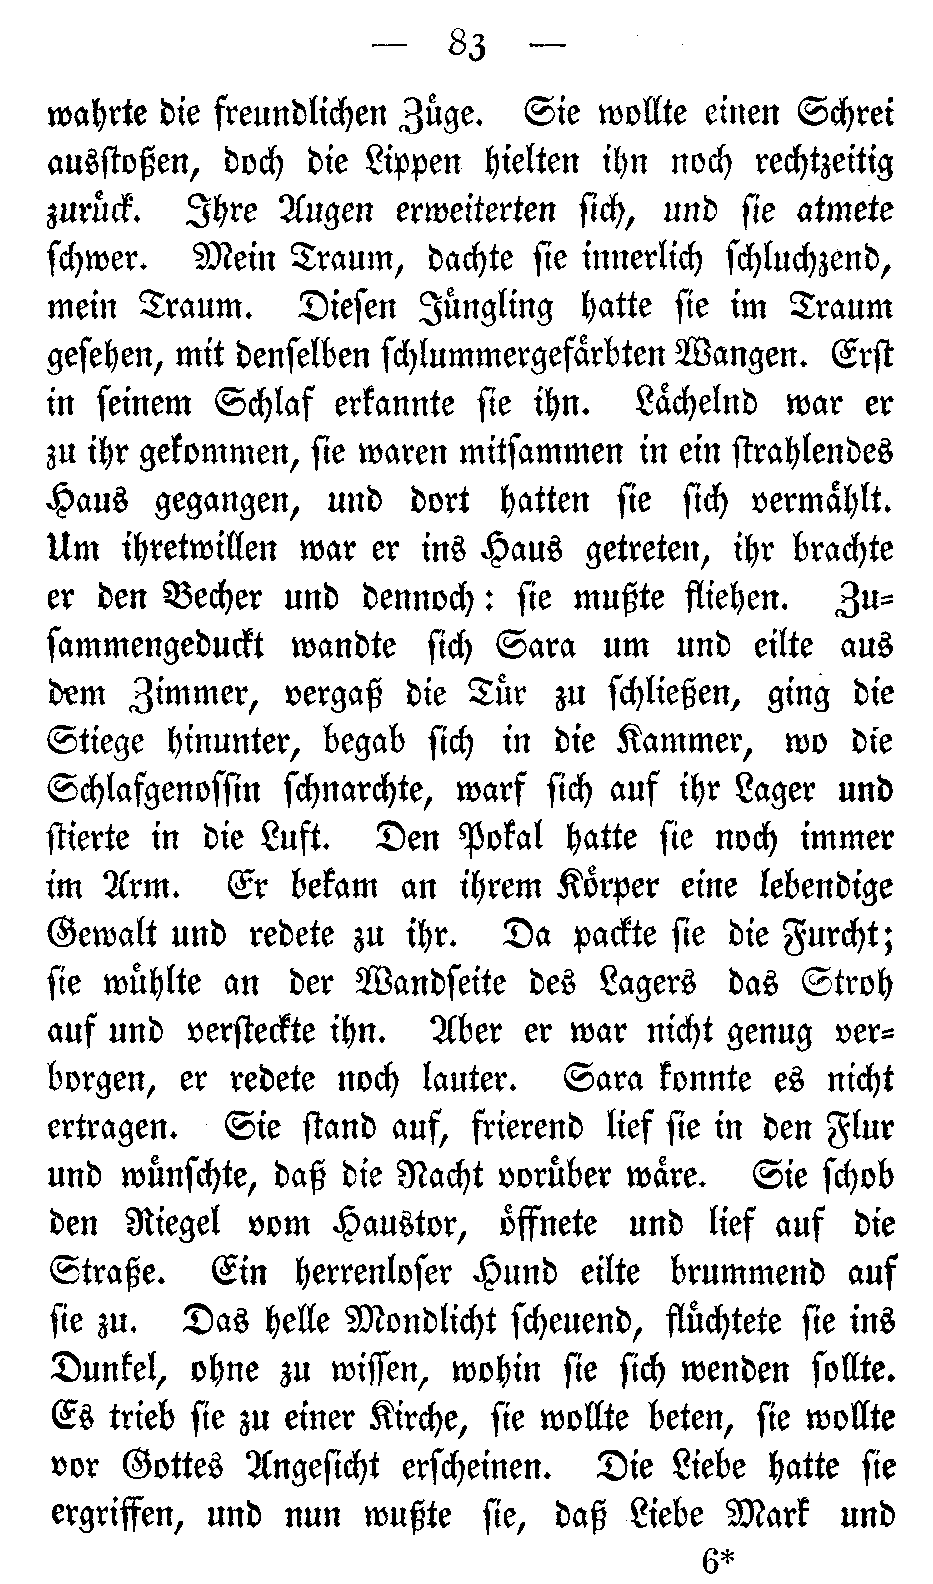 — 83 —
wahrte die freundlichen Züge. Sie wollte einen Schrei
ausstoßen, doch die Lippen hielten ihn noch rechtzeitig
zurück. Ihre Augen erweiterten sich, und sie atmete
schwer. Mein Traum, dachte sie innerlich schluchzend,
mein Traum. Diesen Jüngling hatte sie im Traum
gesehen, mit denselben schlummergefärbten Wangen. Erst
in seinem Schlaf erkannte sie ihn. Lächelnd war er
zu ihr gekommen, sie waren mitsammen in ein strahlendes
Haus gegangen, und dort hatten sie sich vermählt.
Um ihretwillen war er ins Haus getreten, ihr brachte
er den Becher und dennoch: sie mußte fliehen. Zu-
sammengeduckt wandte sich Sara um und eilte aus
dem Zimmer, vergaß die Tür zu schließen, ging die
Stiege hinunter, begab sich in die Kammer, wo die
Schlafgenossin schnarchte, warf sich auf ihr Lager und
stierte in die Luft. Den Pokal hatte sie noch immer
im Arm. Er bekam an ihrem Körper eine lebendige
Gewalt und redete zu ihr. Da packte sie die Furcht;
sie wühlte an der Wandseite des Lagers das Stroh
auf und versteckte ihn. Aber er war nicht genug ver-
borgen, er redete noch lauter. Sara konnte es nicht
ertragen. Sie stand auf, frierend lief sie in den Flur
und wünschte, daß die Nacht vorüber wäre. Sie schob
den Riegel vom Haustor, öffnete und lief auf die
Straße. Ein herrenloser Hund eilte brummend auf
sie zu. Das helle Mondlicht scheuend, flüchtete sie ins
Dunkel, ohne zu wissen, wohin sie sich wenden sollte.
Es trieb sie zu einer Kirche, sie wollte beten, sie wollte
vor Gottes Angesicht erscheinen. Die Liebe hatte sie
ergriffen, und nun wußte sie, daß Liebe Mark und
6*